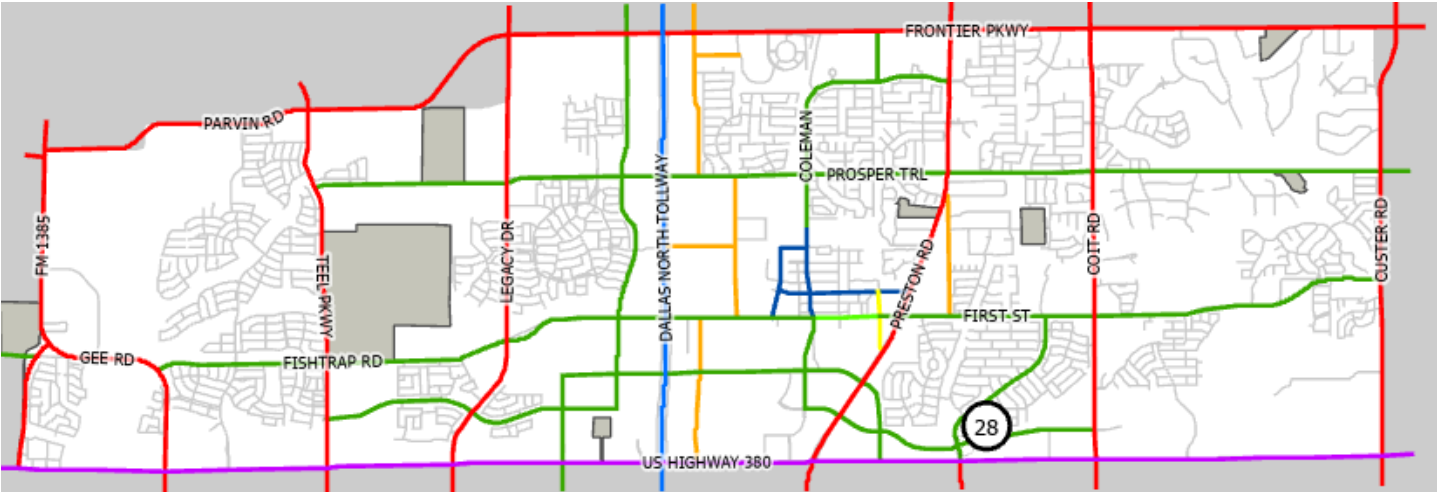 FRONTIER PKWY
PARVIN RD
COLEMAN
PROSPER TRL
DALLAS NORTH TOLLWAY
FM 1385
LEGACY DR
TEEL PKWY
PRESTON RD
COIT RD
CUSTER RD
FIRST ST
GEE RD
FISHTRAP RD
28
US HIGHWAY 380